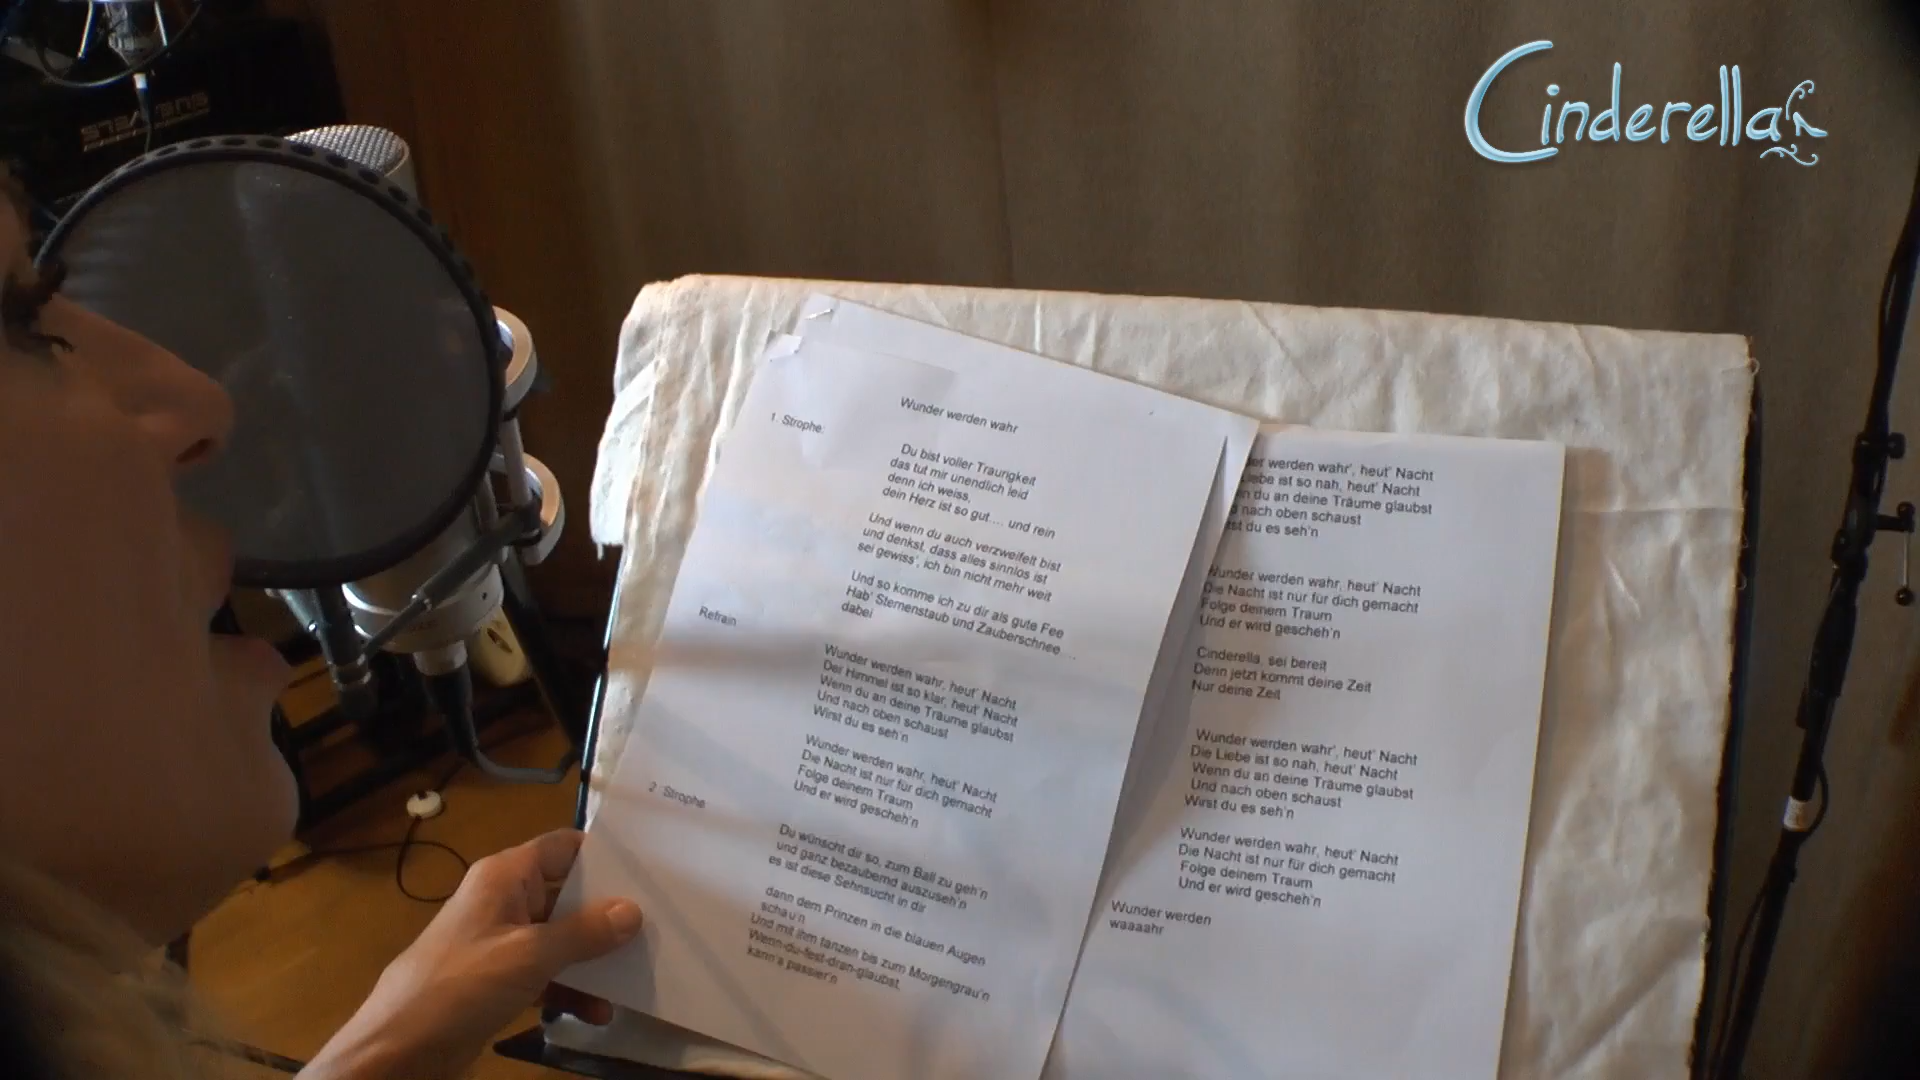 Cinderella
Wunder werden wahr
1. Strophe:
Du bist voller Traurigkeit
das tut mir unendlich leid
denn ich weiss,
dein Herz ist so gut.... und rein
Und wenn du auch verzweifelt bist
und denkst, dass alles sinnlos ist
sei gewiss', ich bin nicht mehr weit
Und so komme ich zu dir als gute Fee
Hab' Sternenstaub und Zauberschnee....
dabei
Refrain
Wunder werden wahr, heut' Nacht
Der Himmel ist so klar, heut' Nacht
Wenn du an deine Träume glaubst
Und nach oben schaust
Wirst du es seh'n
Wunder werden wahr, heut' Nacht
Die Nacht ist nur für dich gemacht
Folge deinem Traum
Und er wird gescheh'n
2. Strophe
Du wünscht dir so, zum Ball zu geh'n
und ganz bezaubernd auszuseh'n
es ist diese Sehnsucht in dir
dann dem Prinzen in die blauen Augen
schau'n
Und mit ihm tanzen bis zum Morgengrau'n
Wenn-du-fest-dran-glaubst,
kann's passier'n
werden wahr', heut' Nacht
ist so nah, heut' Nacht
du an deine Träume glaubst
nach oben schaust
du es seh'n
Wunder werden wahr, heut' Nacht
Die Nacht ist nur für dich gemacht
Folge deinem Traum
Und er wird gescheh'n
Cinderella, sei bereit
Denn jetzt kommt deine Zeit
Nur deine Zeit
Wunder werden wahr', heut' Nacht
Die Liebe ist so nah, heut' Nacht
Wenn du an deine Träume glaubst
Und nach oben schaust
Wirst du es seh'n
Wunder werden wahr, heut' Nacht
Die Nacht ist nur für dich gemacht
Folge deinem Traum
Und er wird gescheh'n
Wunder werden
waaaahr